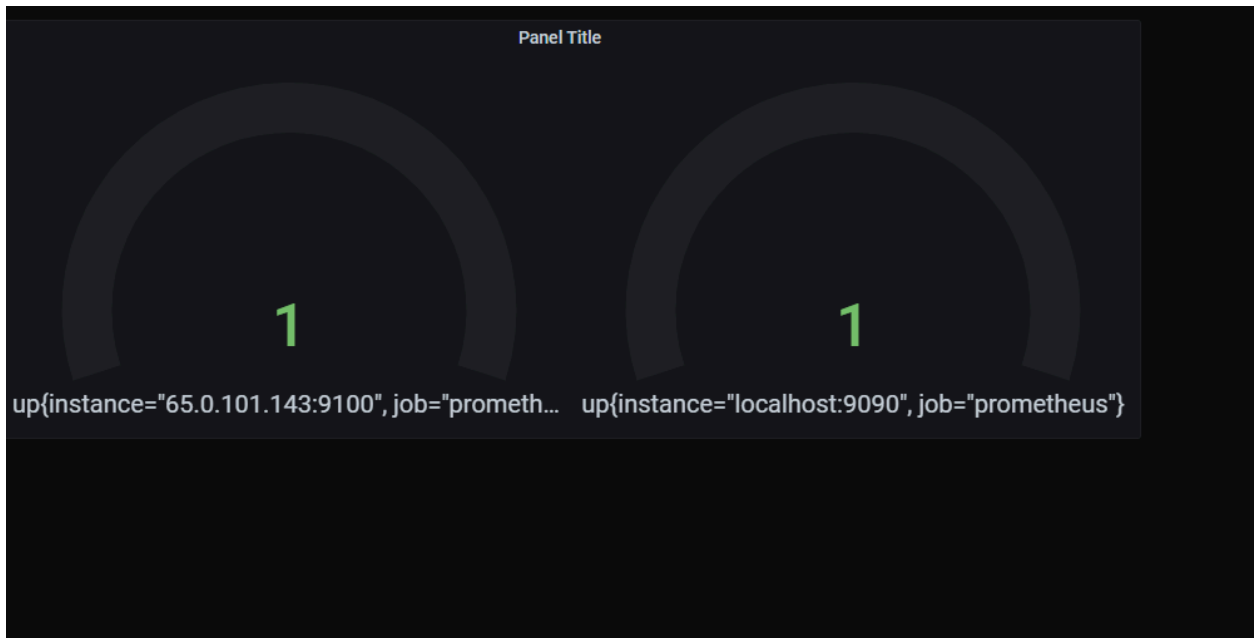 Panel Title
1
1
up{instance="65.0.101.143:9100", job="prometh...
up{instance="localhost:9090", job="prometheus"}